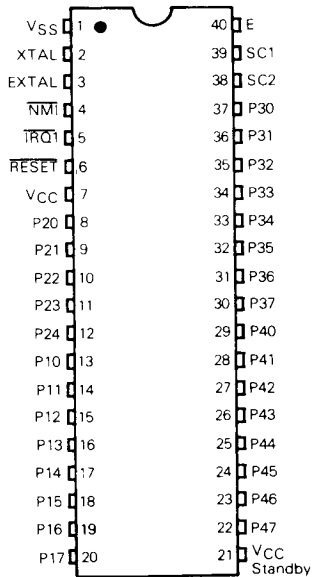 VSS 1 40 E
XTAL 2 39 SC1
EXTAL 3 38 SC2
NMI 4 37 P30
IRQ1 5 36 P31
RESET 6 35 P32
VCC 7 34 P33
P20 8 33 P34
P21 9 32 P35
P22 10 31 P36
P23 11 30 P37
P24 12 29 P40
P10 13 28 P41
P11 14 27 P42
P12 15 26 P43
P13 16 25 P44
P14 17 24 P45
P15 18 23 P46
P16 19 22 P47
P17 20 21 VCC
Standby